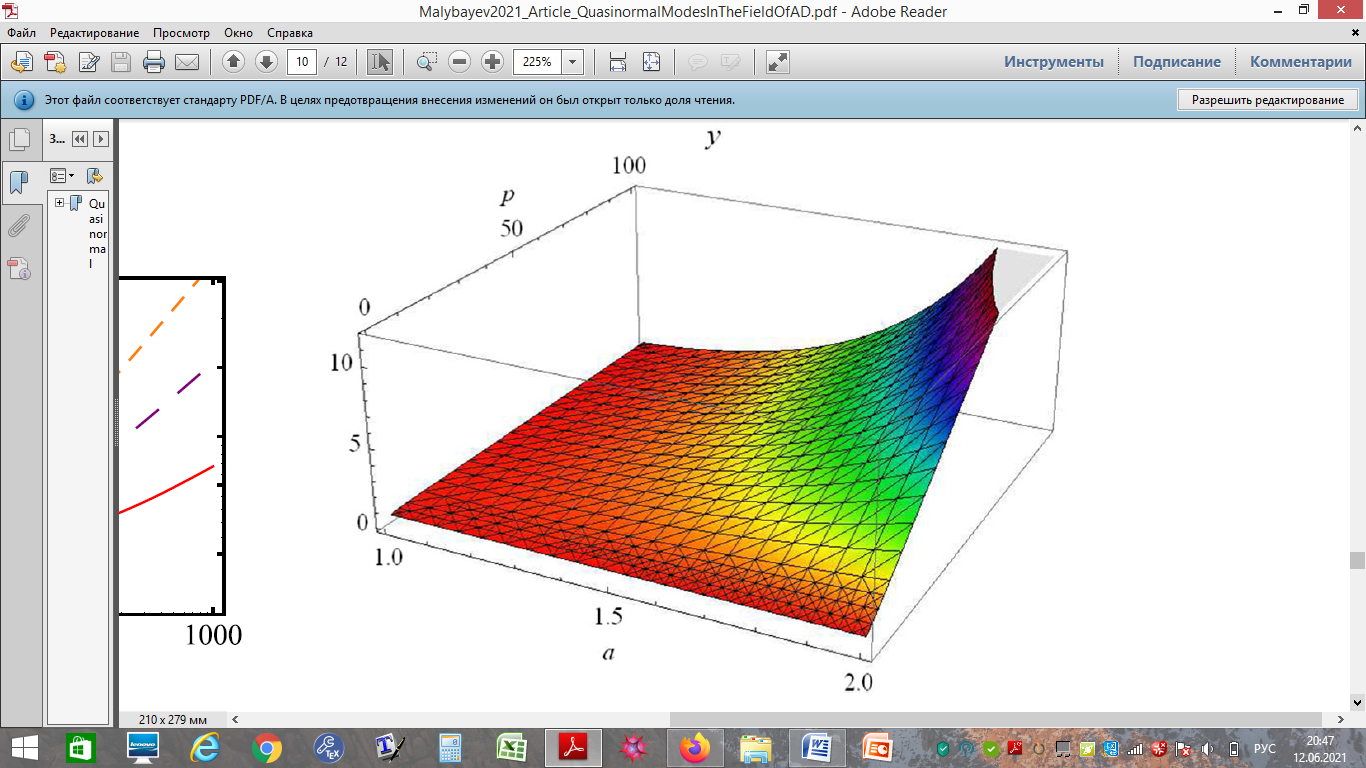 Malybayev2021_Article_QuasinormalModesInTheFieldOfAD.pdf - Adobe Reader
Файл Редактирование Просмотр Окно Справка
10 / 12
225%
Инструменты Подписание Комментарии
Этот файл соответствует стандарту PDF/A. В целях предотвращения внесения изменений он был открыт только доля чтения.
Разрешить редактирование
З...
Qu
asi
nor
ma
l
y
100
p
50
0
10
5
0
1.0
1.5
a
2.0
1000
210 x 279 мм
lenovo
TEX
РУС
20:47
12.06.2021